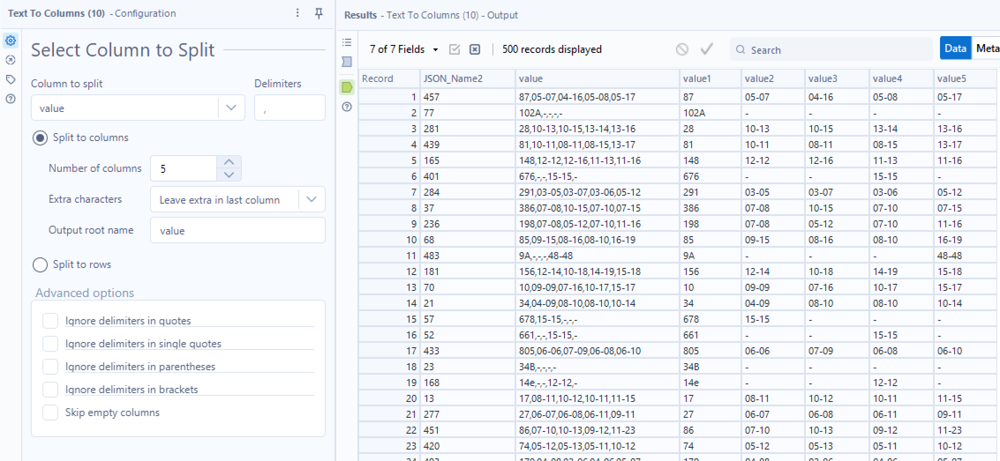 Text To Columns (10) - Configuration
Select Column to Split
Column to split Delimiters
value ,
Split to columns
Number of columns 5
Extra characters Leave extra in last column
Output root name value
Split to rows
Advanced options
Ignore delimiters in quotes
Ignore delimiters in single quotes
Ignore delimiters in parentheses
Ignore delimiters in brackets
Skip empty columns
Results - Text To Columns (10) - Output
7 of 7 Fields 500 records displayed Search Data Meta
Record JSON_Name2 value value1 value2 value3 value4 value5
1 457 87,05-07,04-16,05-08,05-17 87 05-07 04-16 05-08 05-17
2 77 102A,-,-,-,- 102A - - - -
3 281 28,10-13,10-15,13-14,13-16 28 10-13 10-15 13-14 13-16
4 439 81,10-11,08-11,08-15,13-17 81 10-11 08-11 08-15 13-17
5 165 148,12-12,12-16,11-13,11-16 148 12-12 12-16 11-13 11-16
6 401 676,-,-,15-15,- 676 - - 15-15 -
7 284 291,03-05,03-07,03-06,05-12 291 03-05 03-07 03-06 05-12
8 37 386,07-08,10-15,07-10,07-15 386 07-08 10-15 07-10 07-15
9 236 198,07-08,05-12,07-10,11-16 198 07-08 05-12 07-10 11-16
10 68 85,09-15,08-16,08-10,16-19 85 09-15 08-16 08-10 16-19
11 483 9A,-,-,-,48-48 9A - - - 48-48
12 181 156,12-14,10-18,14-19,15-18 156 12-14 10-18 14-19 15-18
13 70 10,09-09,07-16,10-17,15-17 10 09-09 07-16 10-17 15-17
14 21 34,04-09,08-10,08-10,10-14 34 04-09 08-10 08-10 10-14
15 57 678,15-15,-,-,- 678 15-15 - - -
16 52 661,-,-,15-15,- 661 - - 15-15 -
17 433 805,06-06,07-09,06-08,06-10 805 06-06 07-09 06-08 06-10
18 23 34B,-,-,-,- 34B - - - -
19 168 14e,-,-,12-12,- 14e - - 12-12 -
20 13 17,08-11,10-12,10-11,11-15 17 08-11 10-12 10-11 11-15
21 277 27,06-07,06-08,06-11,09-11 27 06-07 06-08 06-11 09-11
22 451 86,07-10,10-13,09-12,11-23 86 07-10 10-13 09-12 11-23
23 420 74,05-12,05-13,05-11,10-12 74 05-12 05-13 05-11 10-12